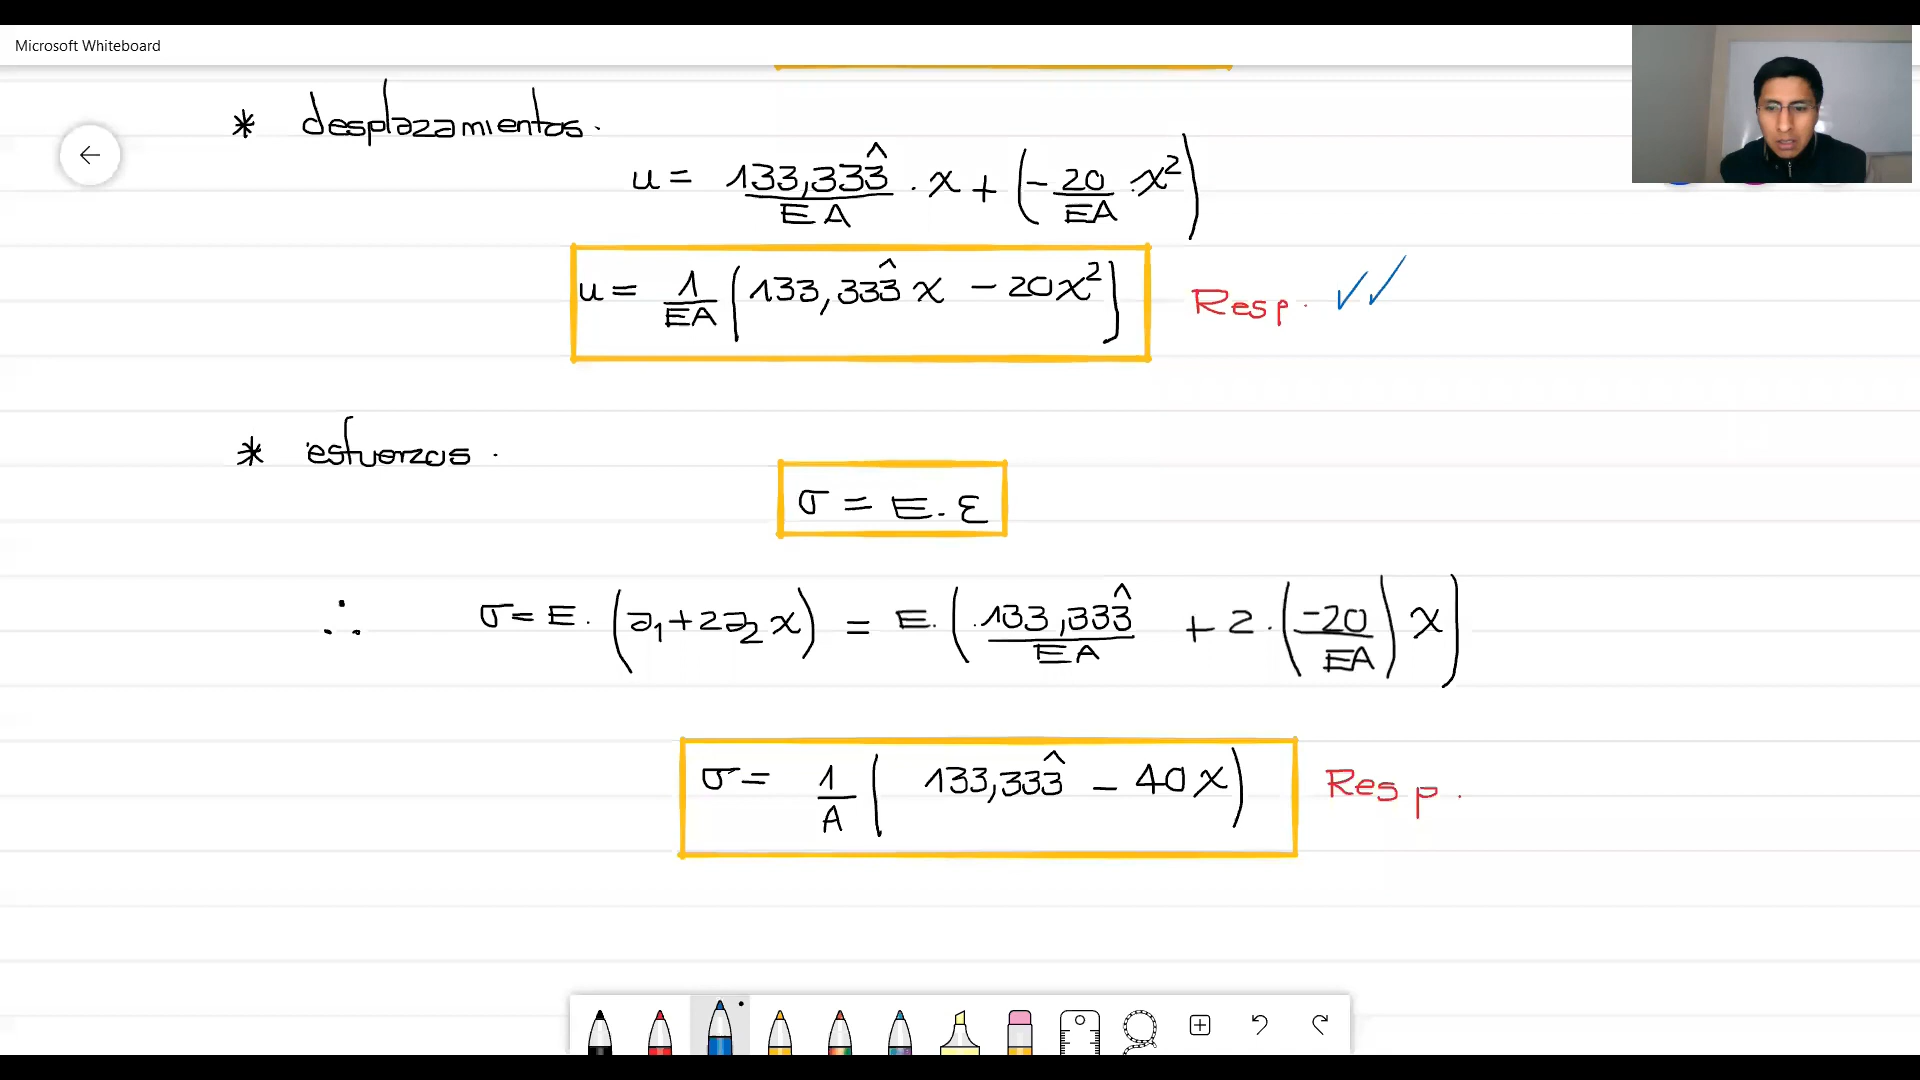 Microsoft Whiteboard
* desplazamientos.
u = 133,333̂/EA · x + (-20/EA · x²)
u = 1/EA (133,333̂ x - 20x²) Resp. ✓✓
* esfuerzos.
σ = E. ε
∴ σ = E. (a₁ + 2a₂ x) = E. (133,333̂/EA + 2 · (-20/EA) x)
σ = 1/A (133,333̂ - 40x) Resp.